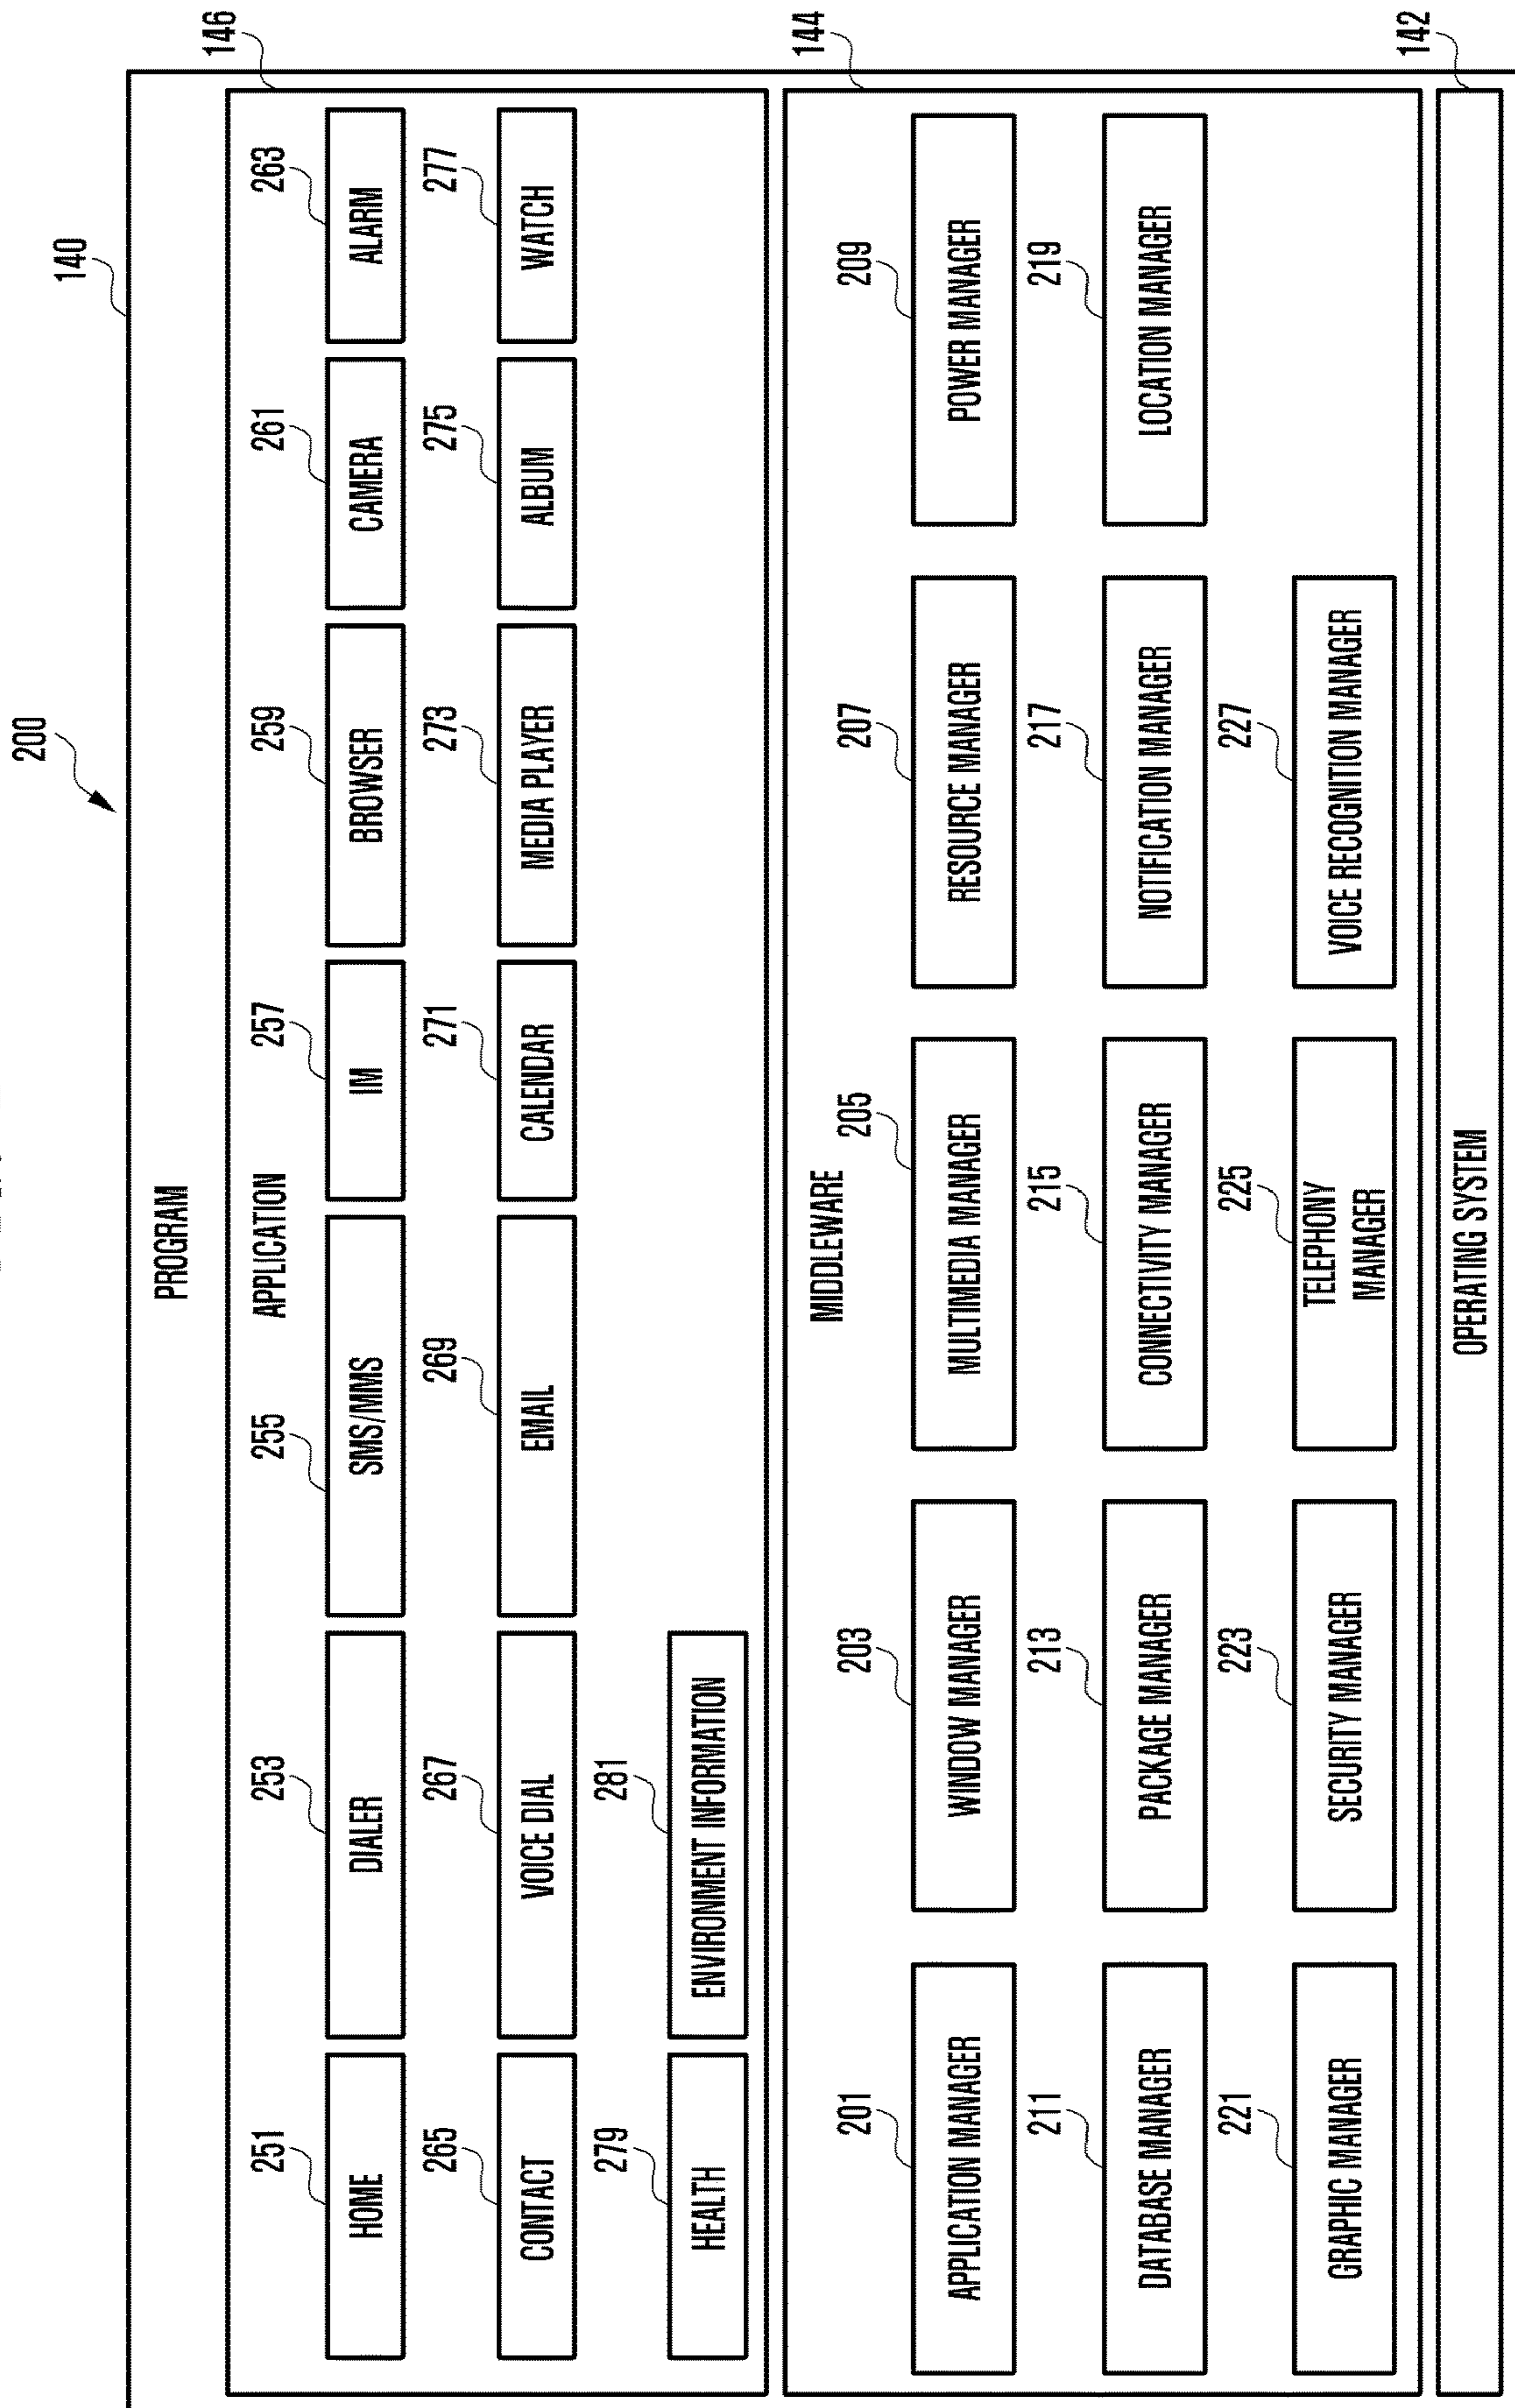 200
140
PROGRAM
146
APPLICATION
251
253
255
257
259
261
263
HOME
DIALER
SMS/MMS
IM
BROWSER
CAMERA
ALARM
265
267
269
271
273
275
277
CONTACT
VOICE DIAL
EMAIL
CALENDAR
MEDIA PLAYER
ALBUM
WATCH
279
281
HEALTH
ENVIRONMENT INFORMATION
144
MIDDLEWARE
201
203
205
207
209
APPLICATION MANAGER
WINDOW MANAGER
MULTIMEDIA MANAGER
RESOURCE MANAGER
POWER MANAGER
211
213
215
217
219
DATABASE MANAGER
PACKAGE MANAGER
CONNECTIVITY MANAGER
NOTIFICATION MANAGER
LOCATION MANAGER
221
223
225
227
GRAPHIC MANAGER
SECURITY MANAGER
TELEPHONY
MANAGER
VOICE RECOGNITION MANAGER
142
OPERATING SYSTEM